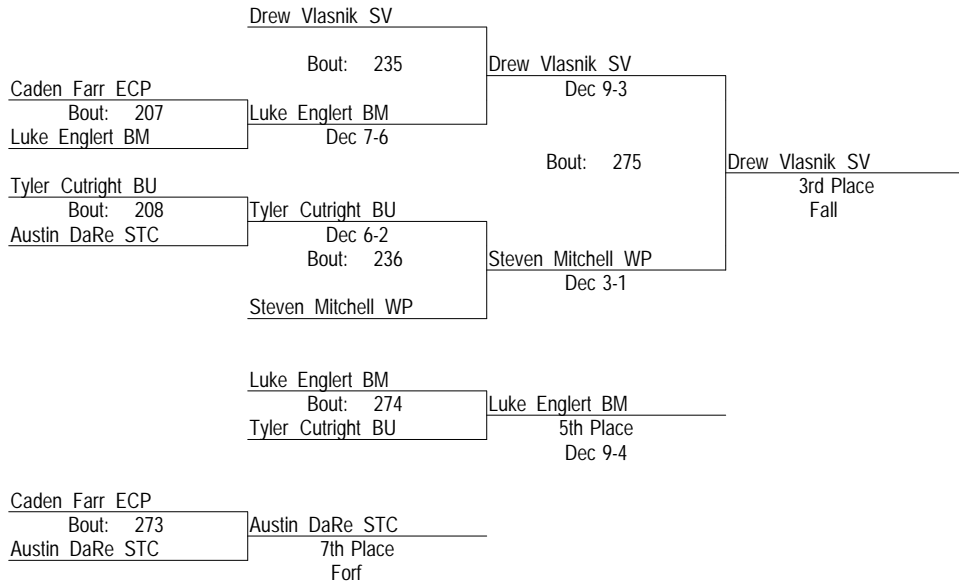 Drew Vlasnik SV
Bout: 235
Drew Vlasnik SV
Dec 9-3
Caden Farr ECP
Bout: 207
Luke Englert BM
Luke Englert BM
Dec 7-6
Bout: 275
Drew Vlasnik SV
3rd Place
Fall
Tyler Cutright BU
Bout: 208
Austin DaRe STC
Tyler Cutright BU
Dec 6-2
Bout: 236
Steven Mitchell WP
Dec 3-1
Steven Mitchell WP
Luke Englert BM
Bout: 274
Tyler Cutright BU
Luke Englert BM
5th Place
Dec 9-4
Caden Farr ECP
Bout: 273
Austin DaRe STC
Austin DaRe STC
7th Place
Forf